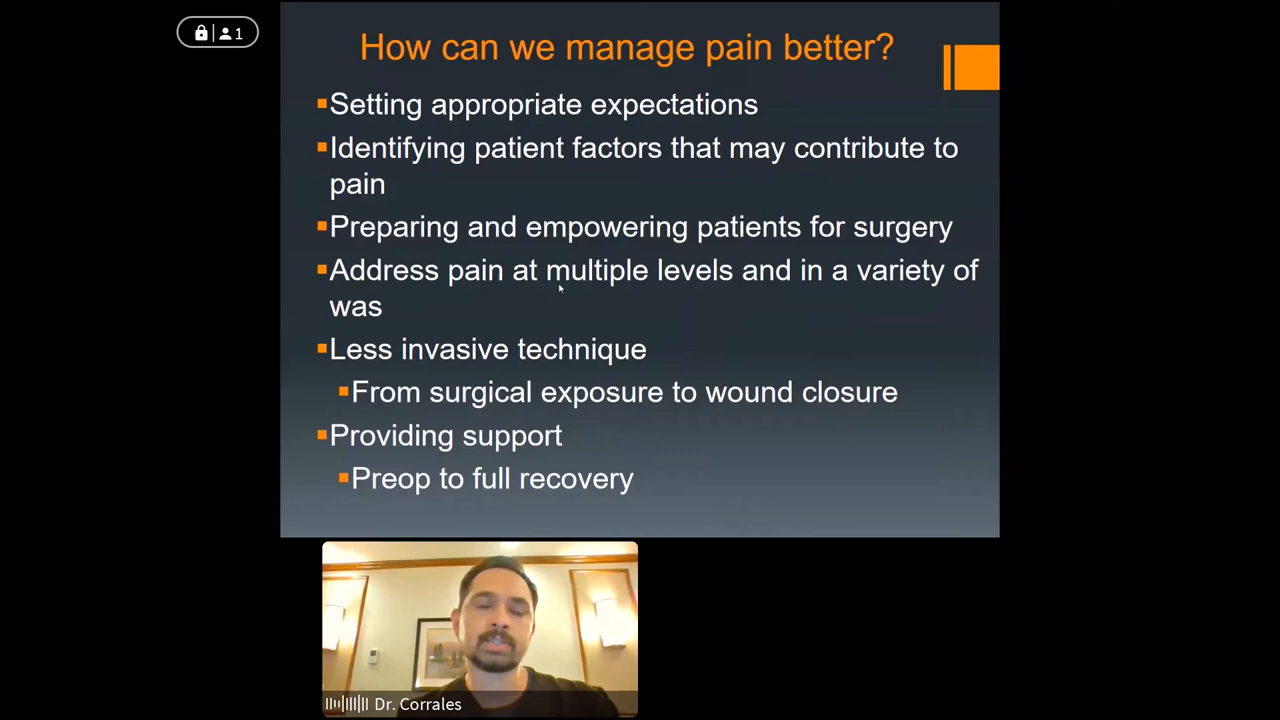 1
How can we manage pain better?
Setting appropriate expectations
Identifying patient factors that may contribute to
pain
Preparing and empowering patients for surgery
Address pain at multiple levels and in a variety of
was
Less invasive technique
From surgical exposure to wound closure
Providing support
Preop to full recovery
Dr. Corrales